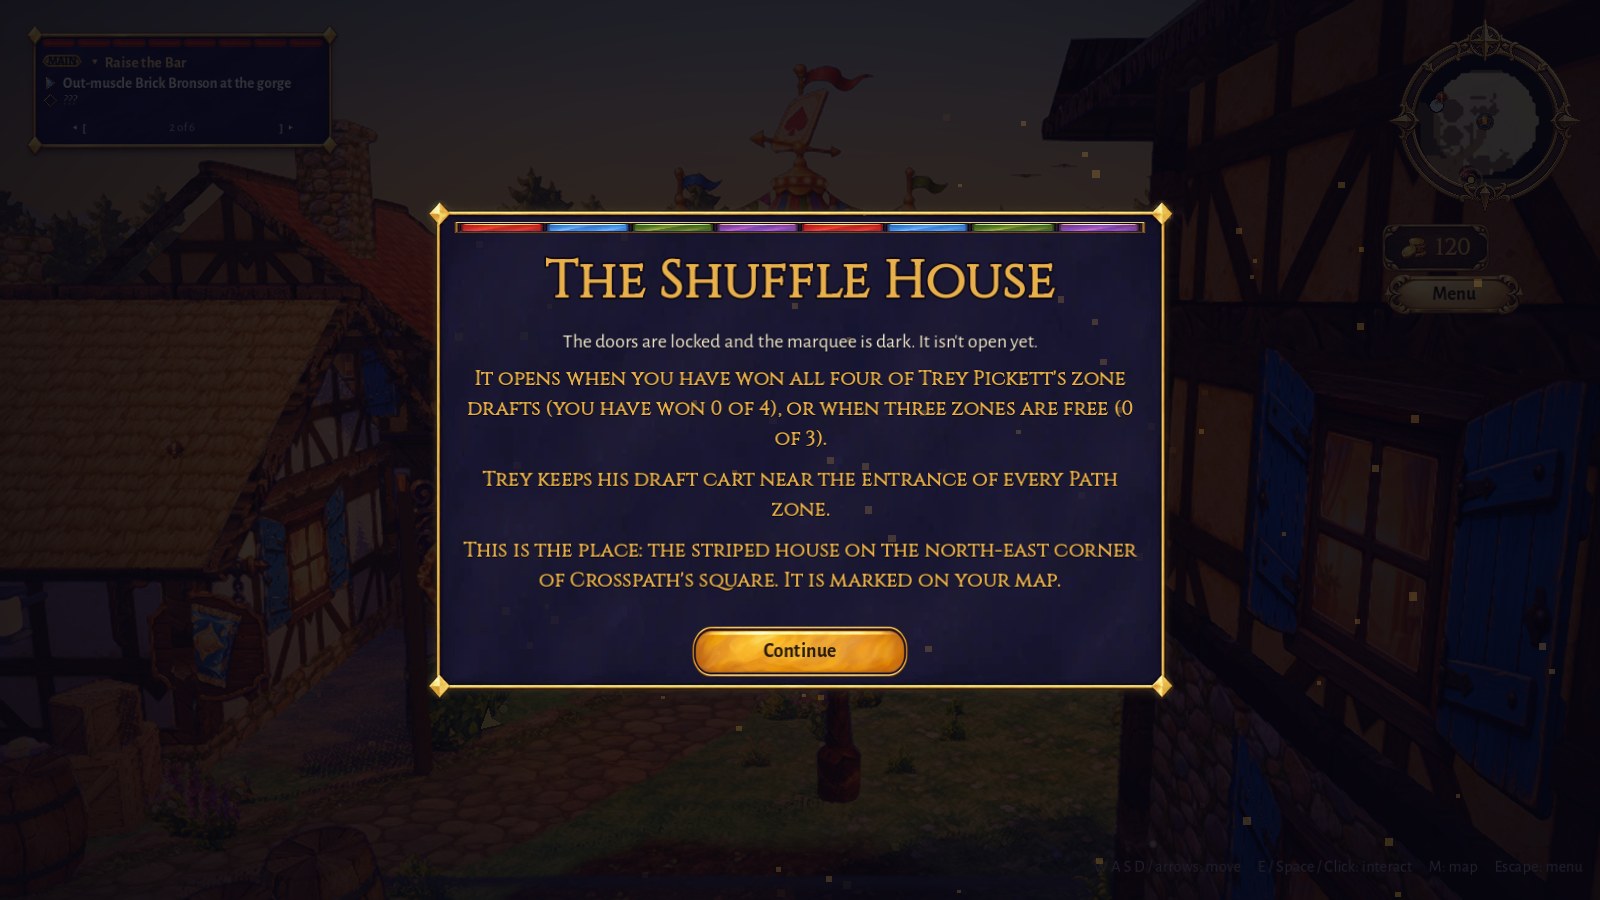 MAIN ▾ Raise the Bar
Out-muscle Brick Bronson at the gorge
???
2 of 6
120
Menu
THE SHUFFLE HOUSE
The doors are locked and the marquee is dark. It isn't open yet.
IT OPENS WHEN YOU HAVE WON ALL FOUR OF TREY PICKETT'S ZONE
DRAFTS (YOU HAVE WON 0 OF 4), OR WHEN THREE ZONES ARE FREE (0
OF 3).
TREY KEEPS HIS DRAFT CART NEAR THE ENTRANCE OF EVERY PATH
ZONE.
THIS IS THE PLACE: THE STRIPED HOUSE ON THE NORTH-EAST CORNER
OF CROSSPATH'S SQUARE. IT IS MARKED ON YOUR MAP.
Continue
A S D / arrows: move E / Space / Click: interact M: map Escape: menu